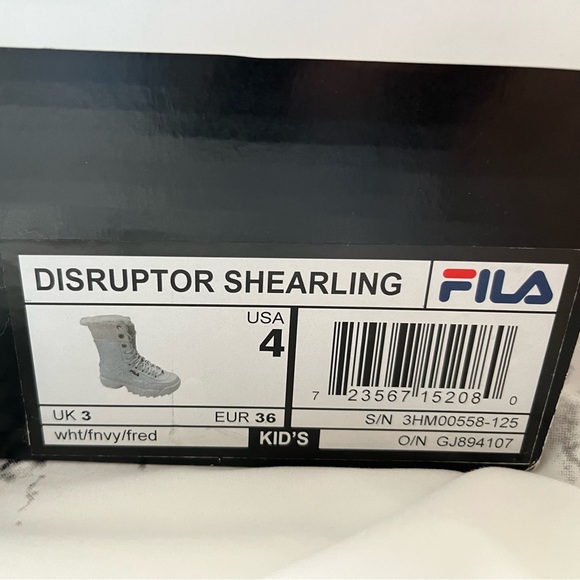 DISRUPTOR SHEARLING
FILA
USA
4
UK 3
EUR 36
wht/fnvy/fred
KID'S
7 23567 15208 0
S/N 3HM00558-125
O/N GJ894107